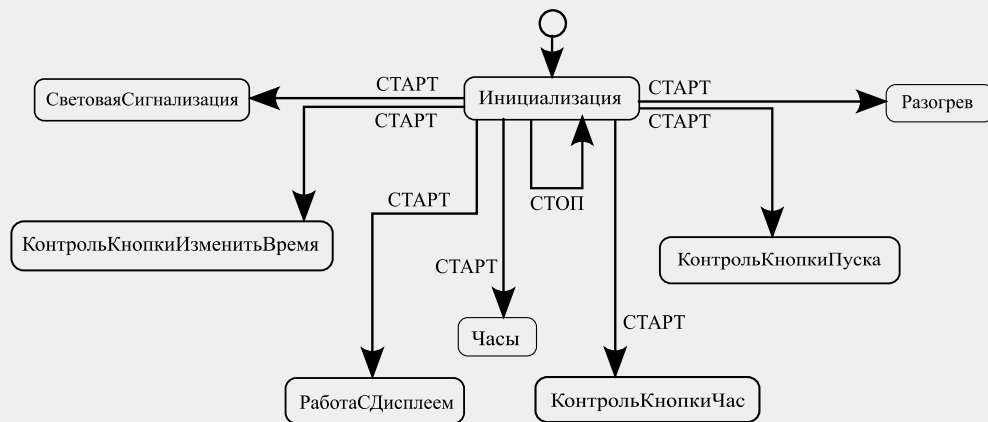 СТАРТ
СТАРТ
СветоваяСигнализация
Инициализация
Разогрев
СТАРТ
СТАРТ
СТАРТ
СТОП
КонтрольКнопкиИзменитьВремя
КонтрольКнопкиПуска
СТАРТ
СТАРТ
Часы
РаботаСДисплеем
КонтрольКнопкиЧас